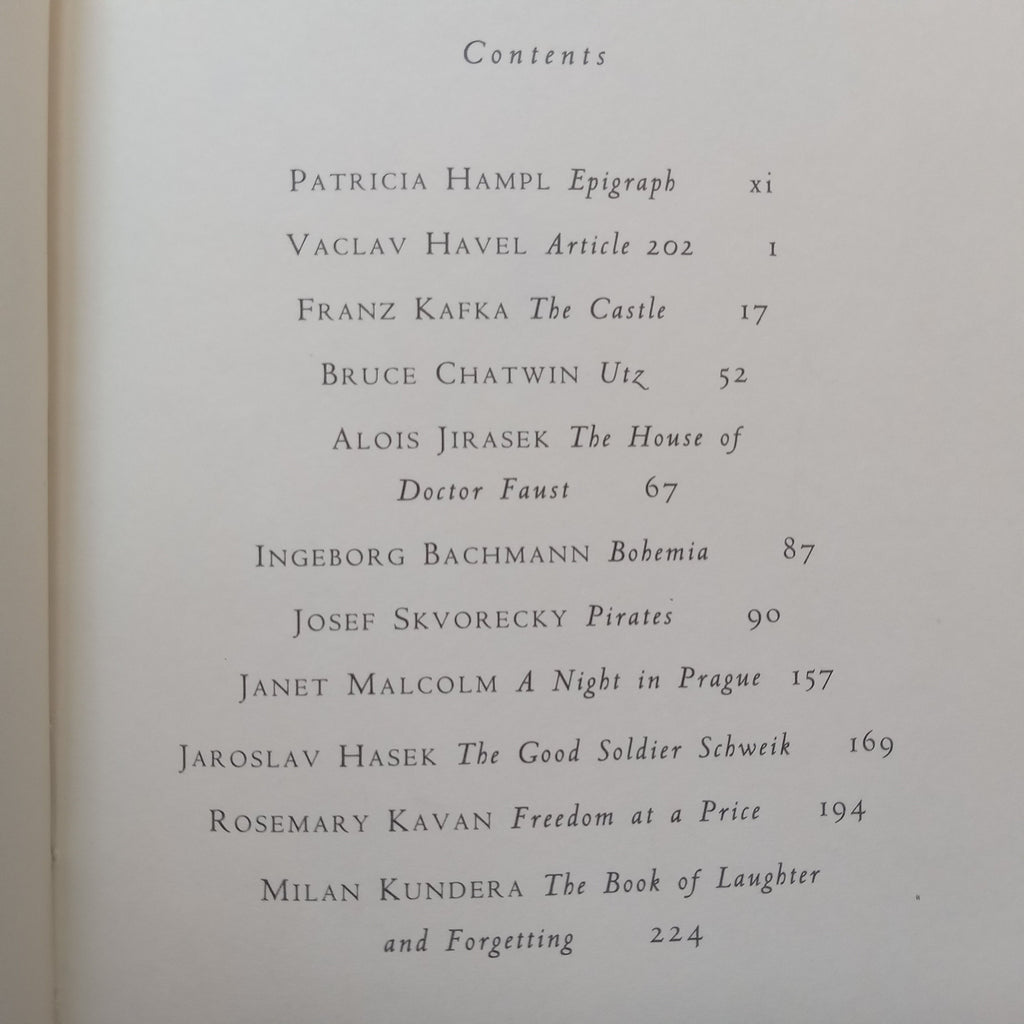 Contents
PATRICIA HAMPL Epigraph xi
VACLAV HAVEL Article 202 1
FRANZ KAFKA The Castle 17
BRUCE CHATWIN Utz 52
ALOIS JIRASEK The House of
Doctor Faust 67
INGEBORG BACHMANN Bohemia 87
JOSEF SKVORECKY Pirates 90
JANET MALCOLM A Night in Prague 157
JAROSLAV HASEK The Good Soldier Schweik 169
ROSEMARY KAVAN Freedom at a Price 194
MILAN KUNDERA The Book of Laughter
and Forgetting 224